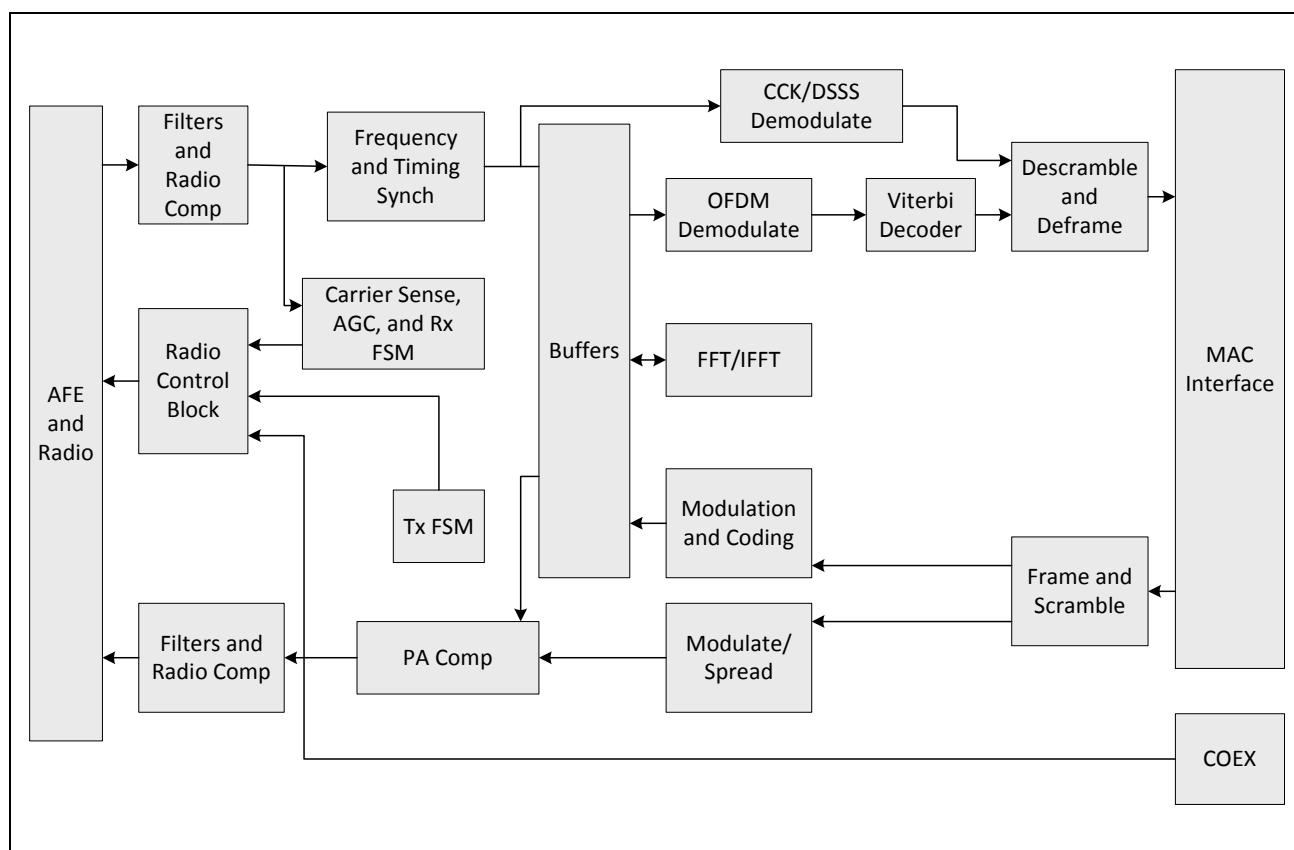 CCK/DSSS
Demodulate
Filters
and
Radio
Comp
Frequency
and Timing
Synch
Descramble
and
Deframe
OFDM
Demodulate
Viterbi
Decoder
Carrier Sense,
AGC, and Rx
FSM
Radio
Control
Block
Buffers
FFT/IFFT
MAC
Interface
AFE
and
Radio
Tx FSM
Modulation
and Coding
Frame and
Scramble
Filters and
Radio Comp
PA Comp
Modulate/
Spread
COEX